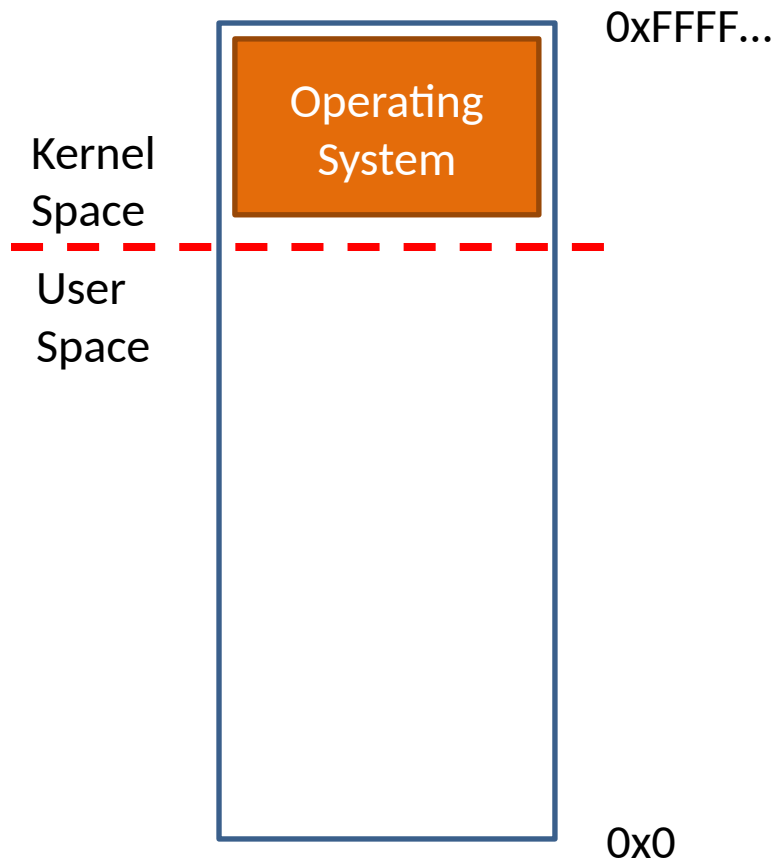 0xFFFF...
Operating
System
Kernel
Space
User
Space
0x0